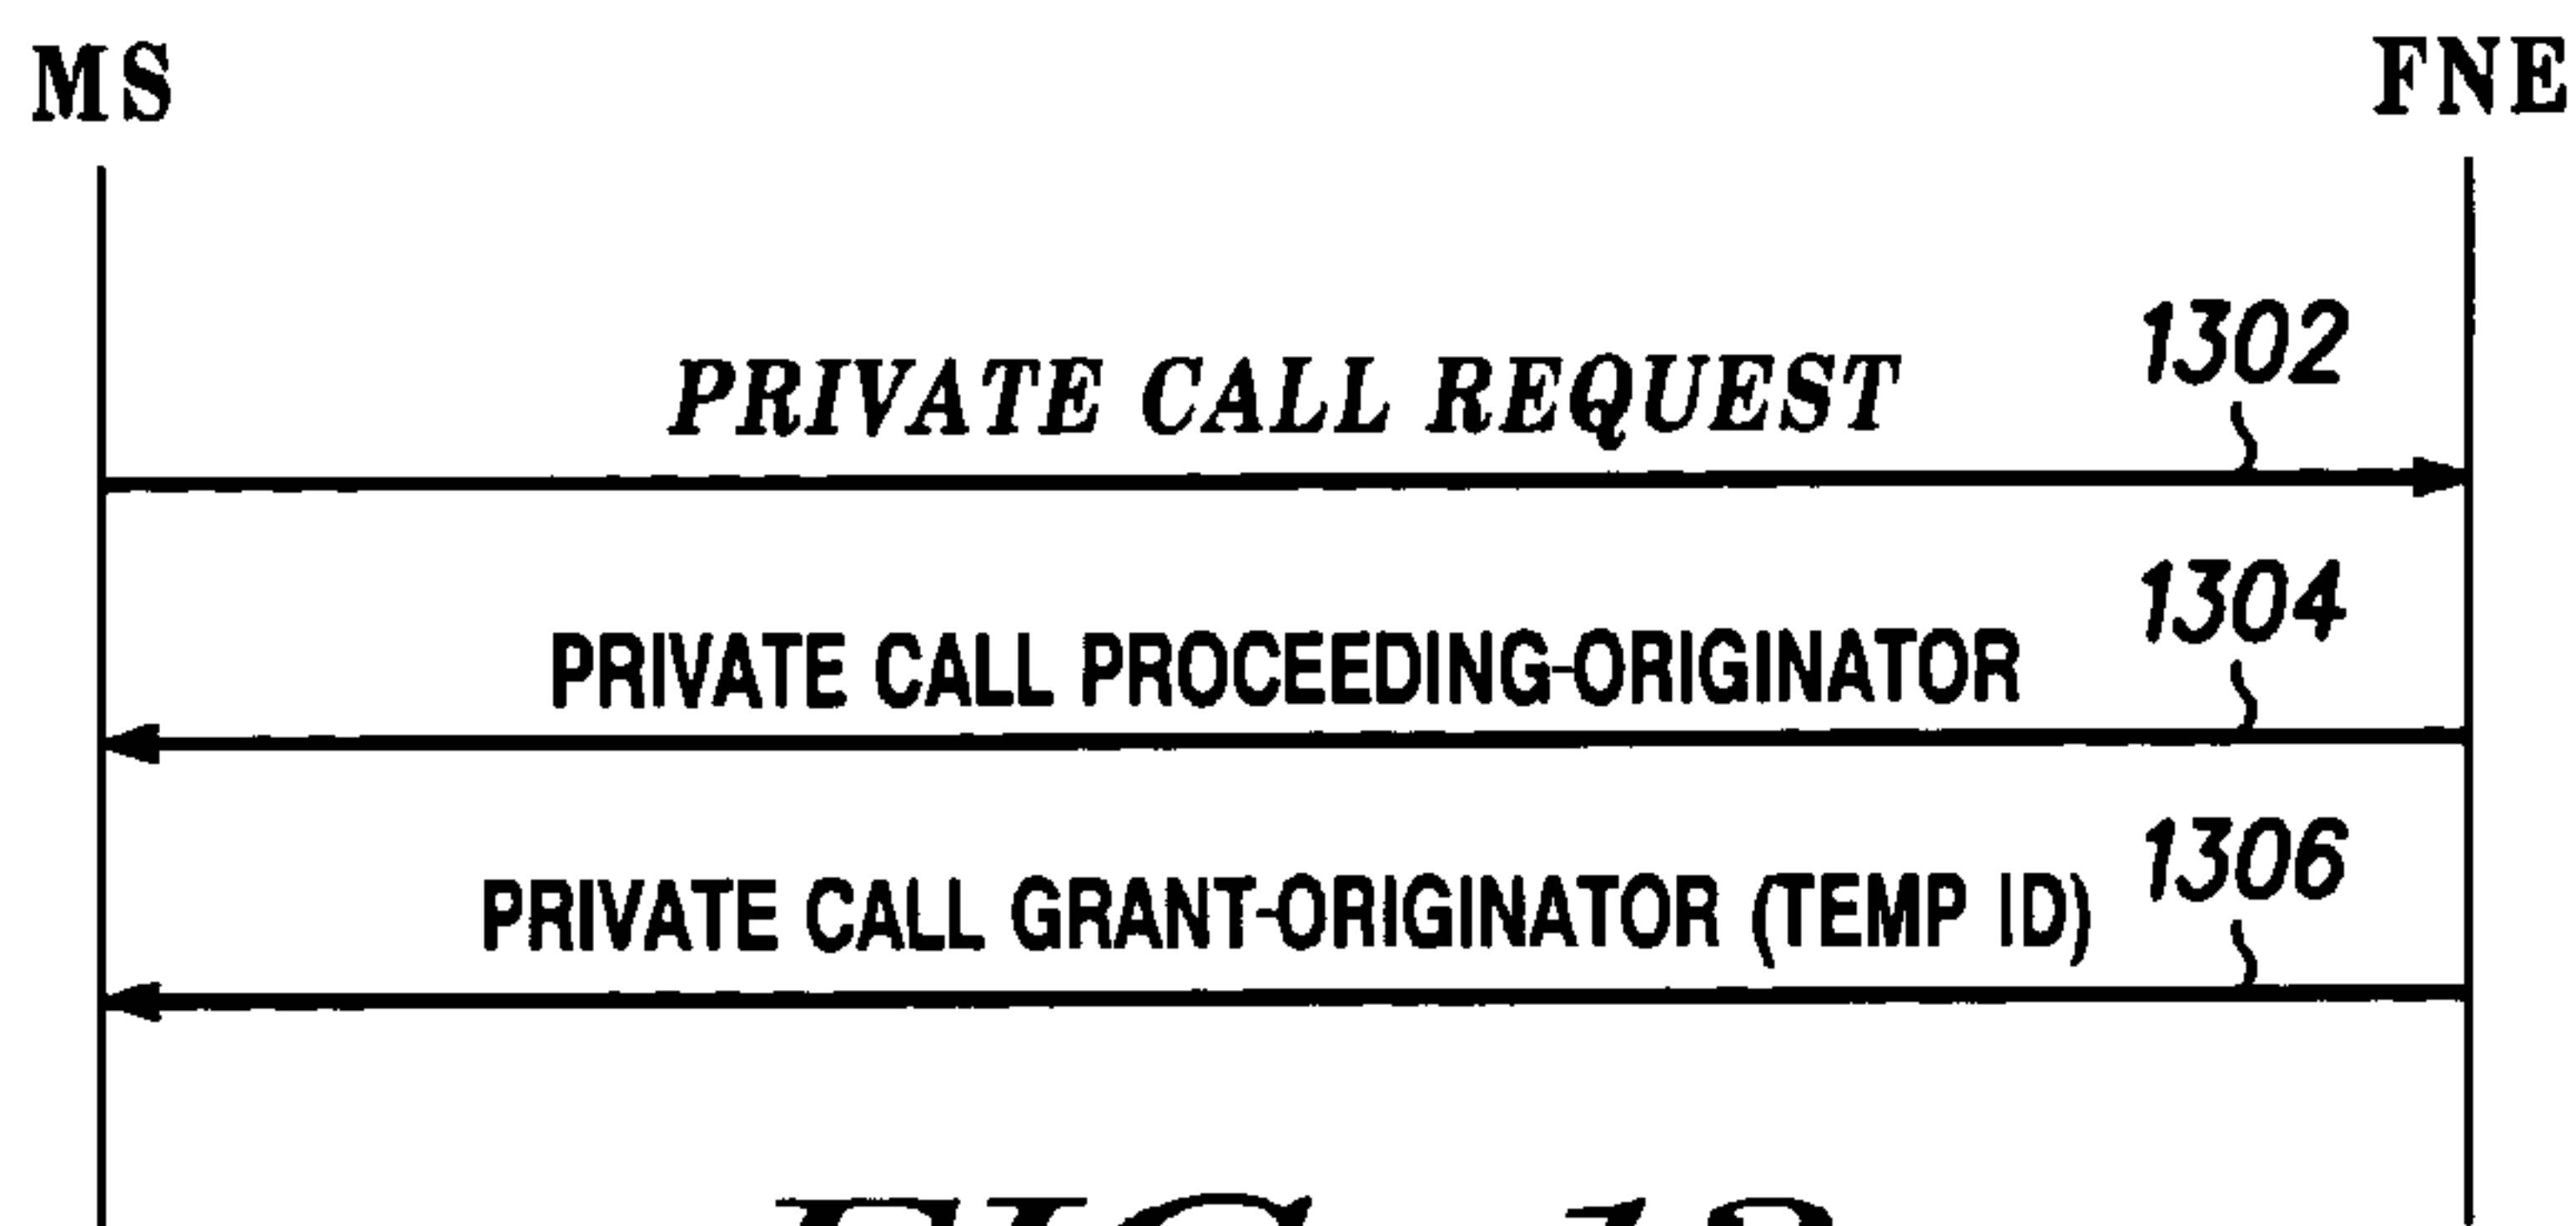 MS FNE
1302
PRIVATE CALL REQUEST
1304
PRIVATE CALL PROCEEDING-ORIGINATOR
1306
PRIVATE CALL GRANT-ORIGINATOR (TEMP ID)